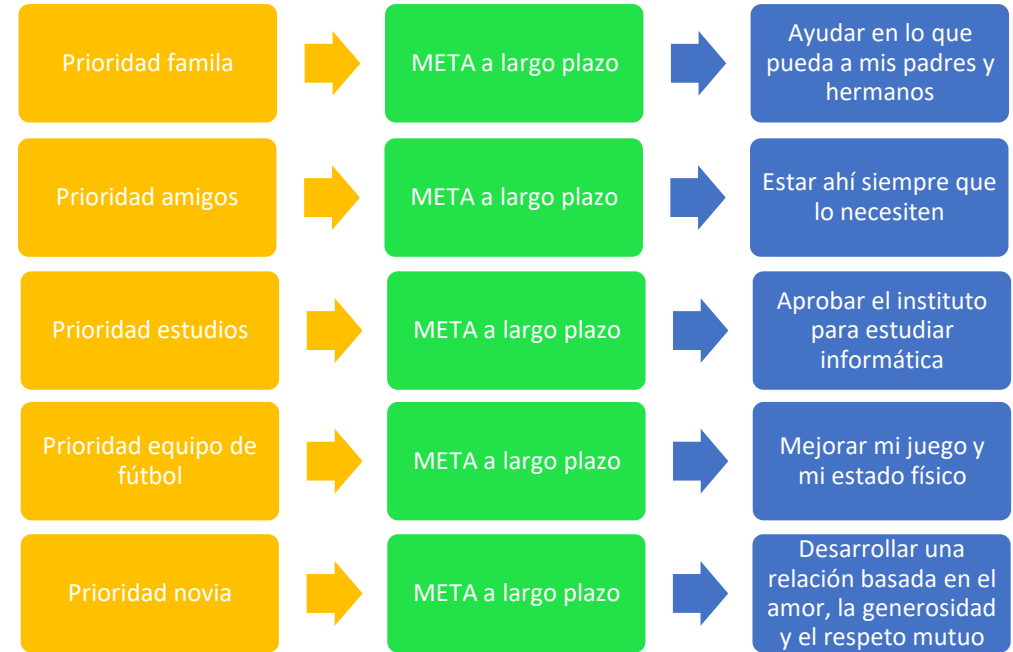 Prioridad famila
META a largo plazo
Ayudar en lo que
pueda a mis padres y
hermanos
Prioridad amigos
META a largo plazo
Estar ahí siempre que
lo necesiten
Prioridad estudios
META a largo plazo
Aprobar el instituto
para estudiar
informática
Prioridad equipo de
fútbol
META a largo plazo
Mejorar mi juego y
mi estado físico
Prioridad novia
META a largo plazo
Desarrollar una
relación basada en el
amor, la generosidad
y el respeto mutuo